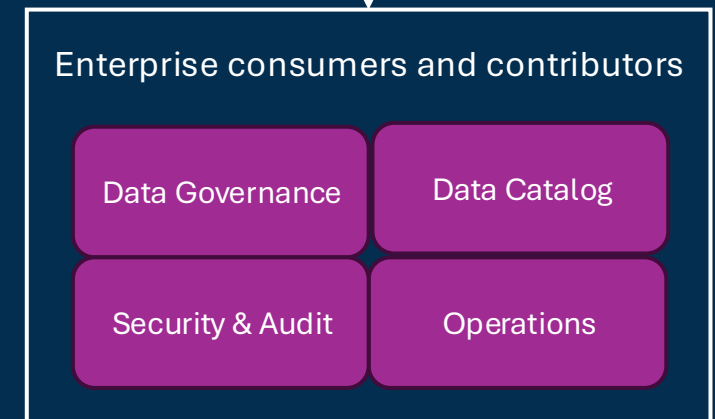 Enterprise consumers and contributors
Data Governance
Data Catalog
Security & Audit
Operations